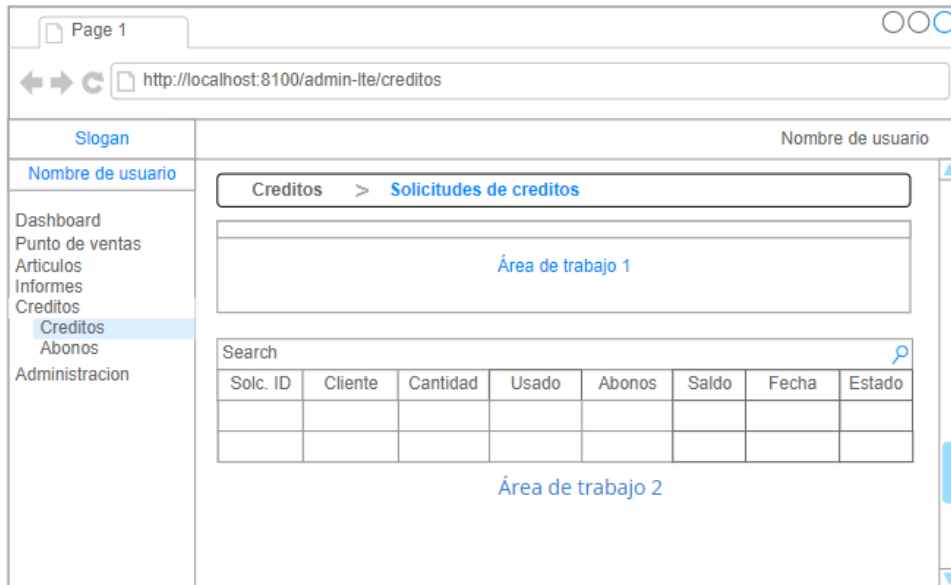 Page 1
http://localhost:8100/admin-lte/creditos
Slogan
Nombre de usuario
Nombre de usuario
Dashboard
Punto de ventas
Articulos
Informes
Creditos
Creditos
Abonos
Administracion
Creditos > Solicitudes de creditos
Área de trabajo 1
Search
Solc. ID Cliente Cantidad Usado Abonos Saldo Fecha Estado
Área de trabajo 2